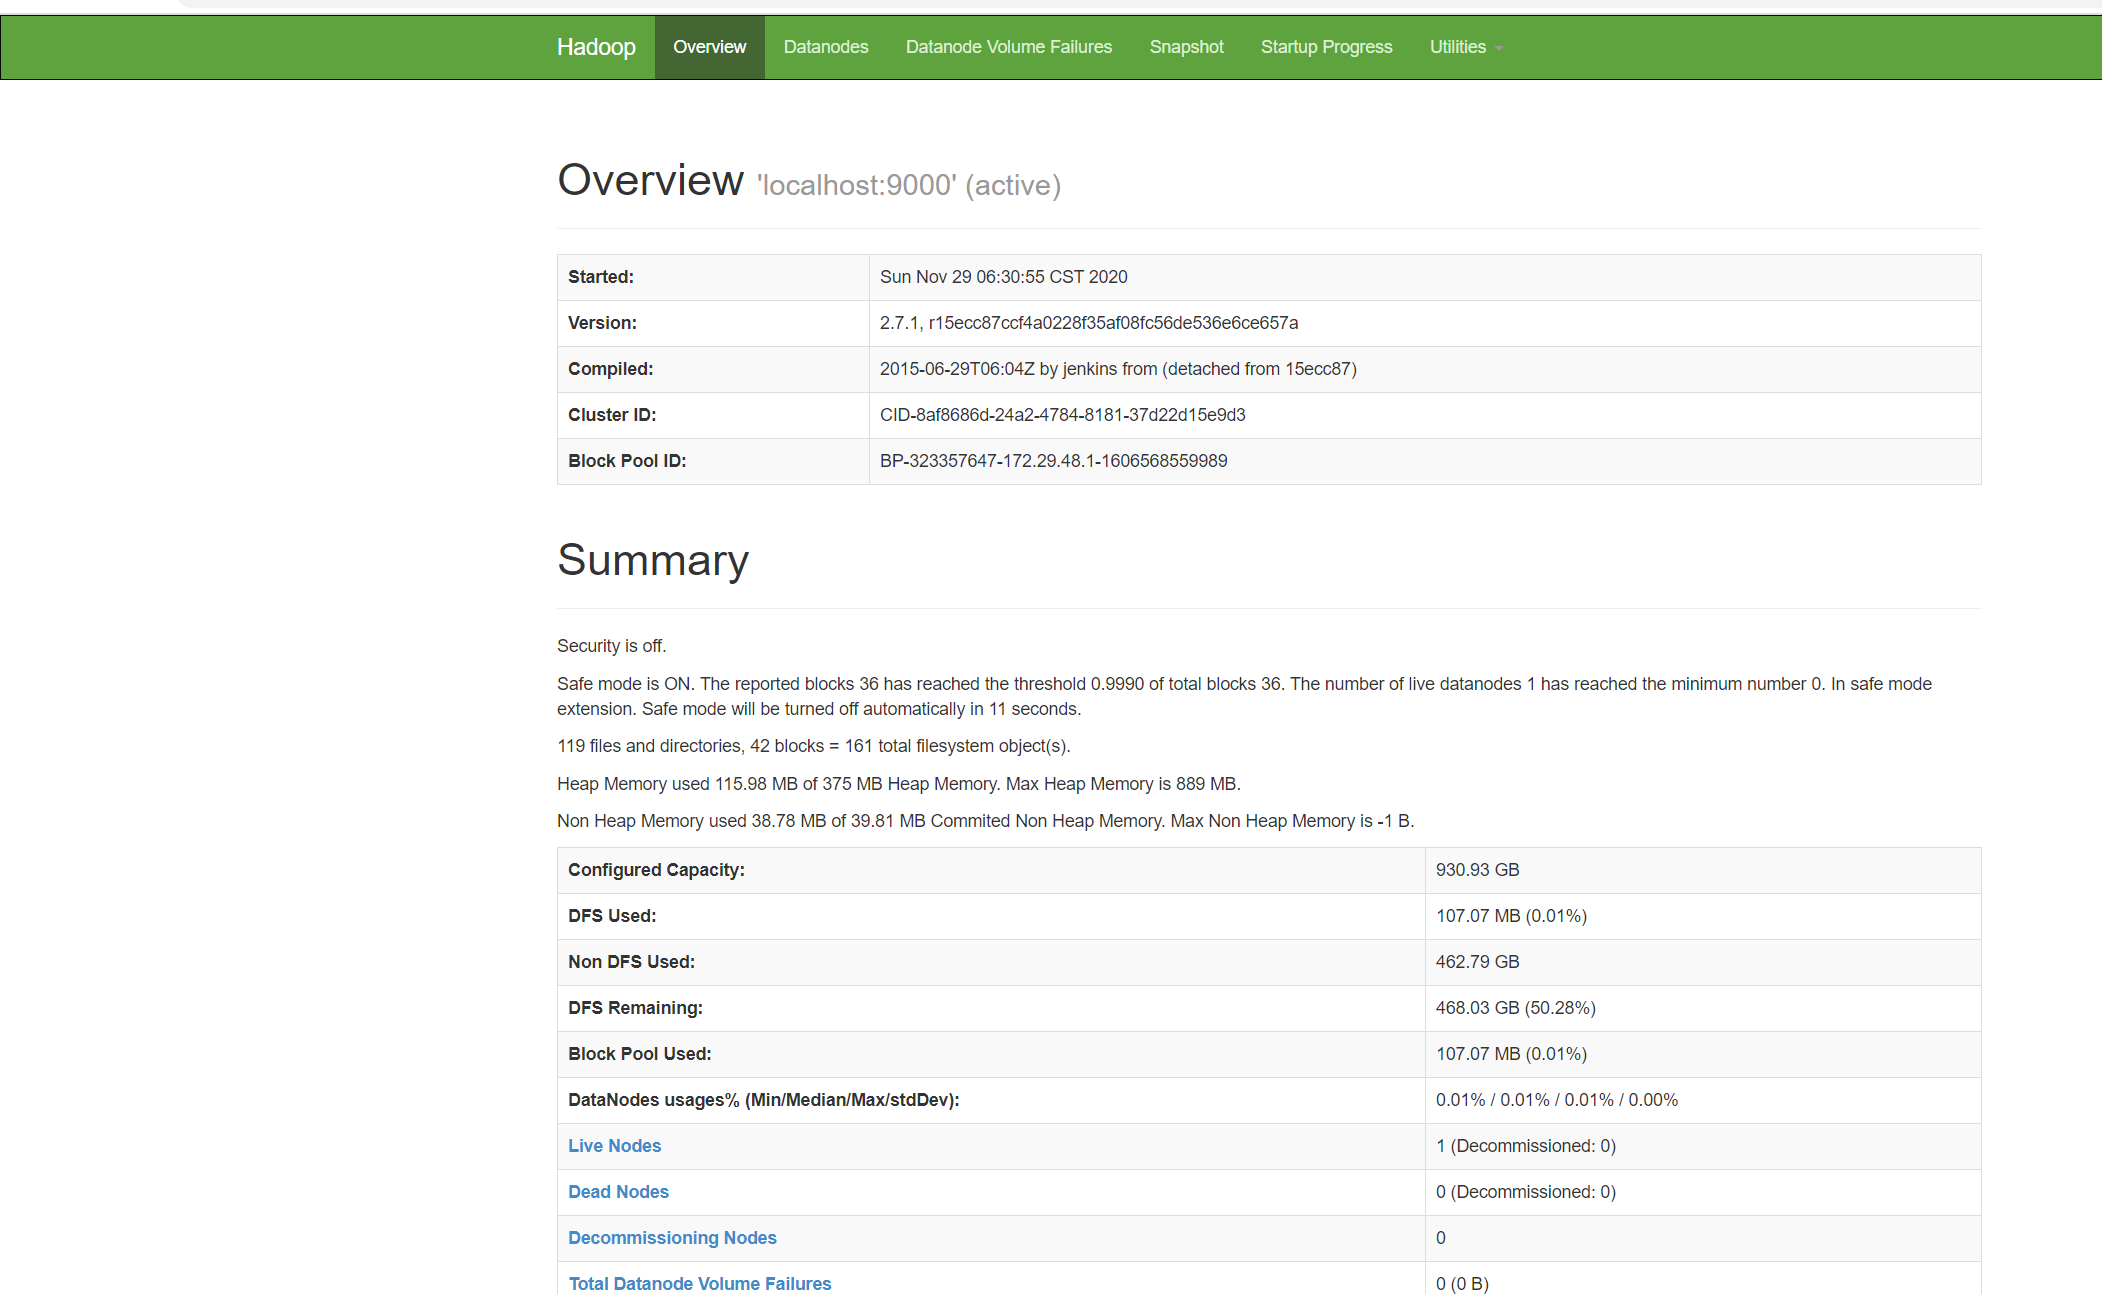 Hadoop Overview Datanodes Datanode Volume Failures Snapshot Startup Progress Utilities
Overview 'localhost:9000' (active)
Started: Sun Nov 29 06:30:55 CST 2020
Version: 2.7.1, r15ecc87ccf4a0228f35af08fc56de536e6ce657a
Compiled: 2015-06-29T06:04Z by jenkins from (detached from 15ecc87)
Cluster ID: CID-8af8686d-24a2-4784-8181-37d22d15e9d3
Block Pool ID: BP-323357647-172.29.48.1-1606568559989
Summary
Security is off.
Safe mode is ON. The reported blocks 36 has reached the threshold 0.9990 of total blocks 36. The number of live datanodes 1 has reached the minimum number 0. In safe mode
extension. Safe mode will be turned off automatically in 11 seconds.
119 files and directories, 42 blocks = 161 total filesystem object(s).
Heap Memory used 115.98 MB of 375 MB Heap Memory. Max Heap Memory is 889 MB.
Non Heap Memory used 38.78 MB of 39.81 MB Commited Non Heap Memory. Max Non Heap Memory is -1 B.
Configured Capacity: 930.93 GB
DFS Used: 107.07 MB (0.01%)
Non DFS Used: 462.79 GB
DFS Remaining: 468.03 GB (50.28%)
Block Pool Used: 107.07 MB (0.01%)
DataNodes usages% (Min/Median/Max/stdDev): 0.01% / 0.01% / 0.01% / 0.00%
Live Nodes 1 (Decommissioned: 0)
Dead Nodes 0 (Decommissioned: 0)
Decommissioning Nodes 0
Total Datanode Volume Failures 0 (0 B)